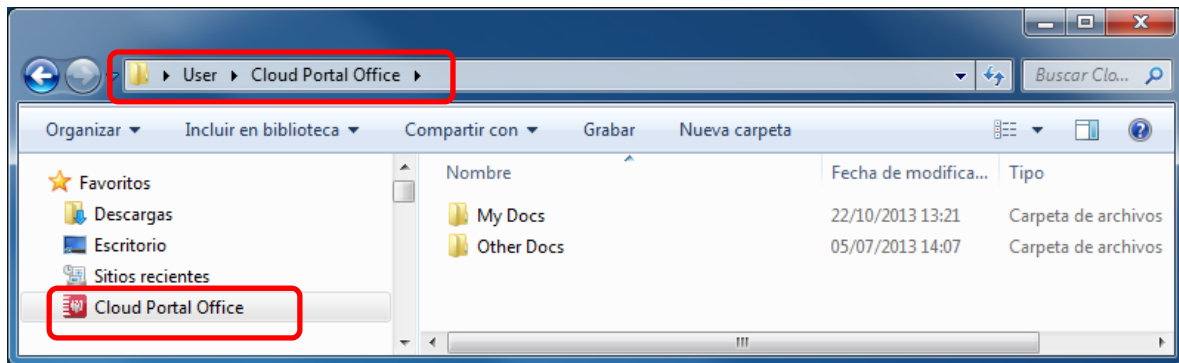 User Cloud Portal Office
Buscar Clo...
Organizar Incluir en biblioteca Compartir con Grabar Nueva carpeta
Favoritos
Descargas
Escritorio
Sitios recientes
Cloud Portal Office
Nombre Fecha de modifica... Tipo
My Docs 22/10/2013 13:21 Carpeta de archivos
Other Docs 05/07/2013 14:07 Carpeta de archivos